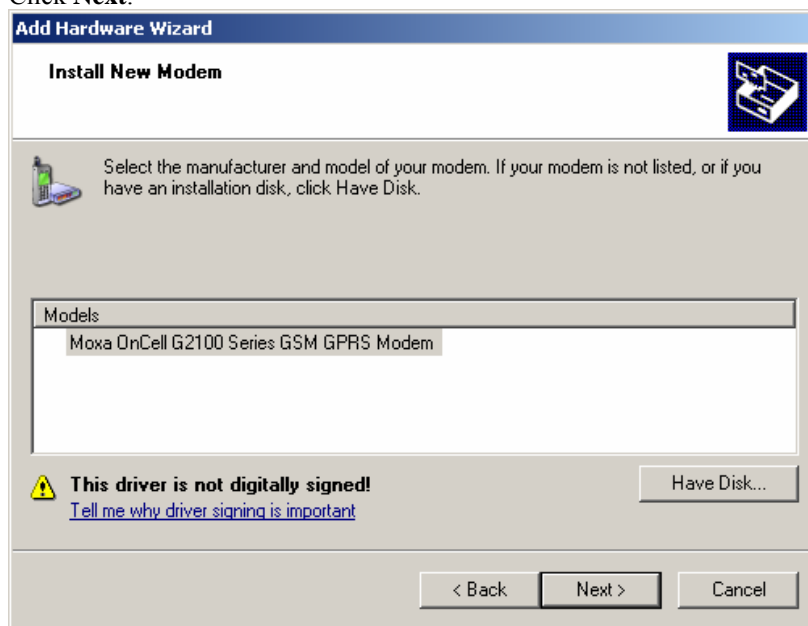 Click Next.
Add Hardware Wizard
Install New Modem
Select the manufacturer and model of your modem. If your modem is not listed, or if you
have an installation disk, click Have Disk.
Models
Moxa OnCell G2100 Series GSM GPRS Modem
This driver is not digitally signed!
Have Disk...
Tell me why driver signing is important
< Back
Next >
Cancel